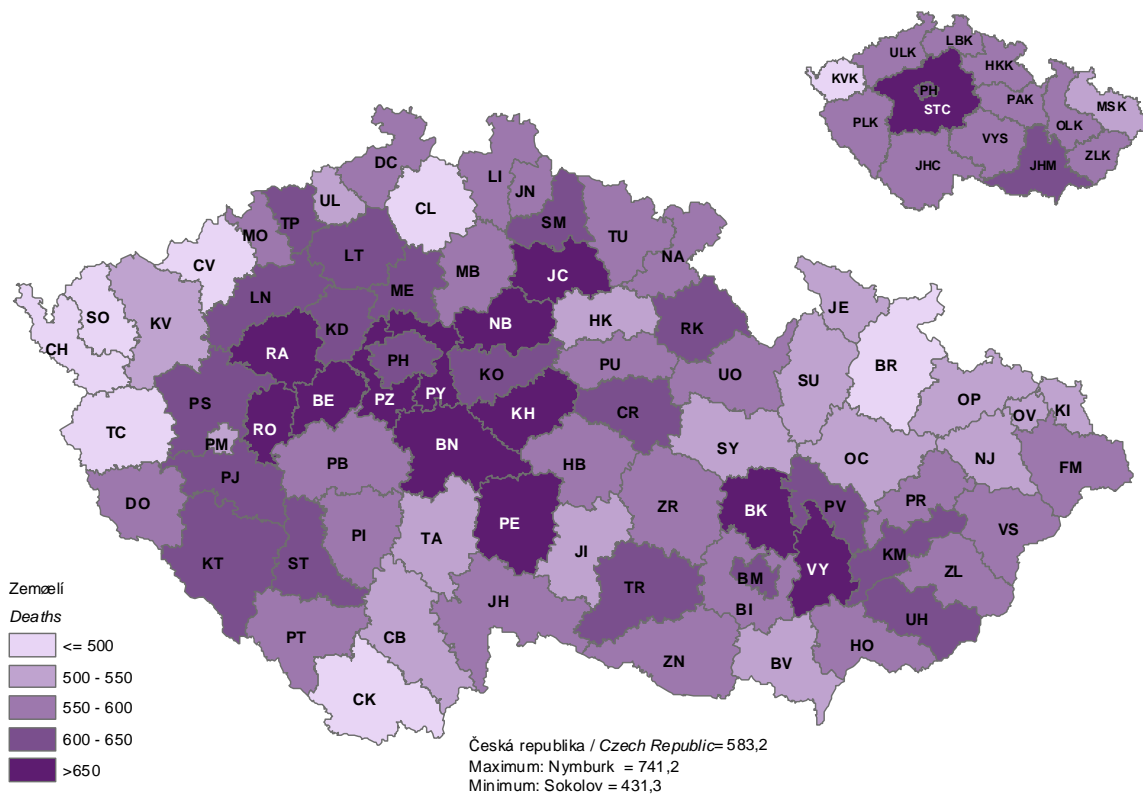 LBK
ULK
HKK
KVK
PH
PAK
MSK
STC
OLK
PLK
VYS
ZLK
JHC
JHM
DC
LI
JN
UL
CL
TP
SM
MO
TU
LT
NA
CV
MB
JC
ME
LN
SO
KV
NB
HK
RK
JE
KD
CH
RA
PH
KO
PU
UO
SU
BR
BE
PZ
PY
PS
KH
CR
OP
OV
KI
TC
RO
PM
BN
SY
OC
NJ
FM
PB
HB
PJ
DO
ZR
BK
PV
PR
VS
PI
TA
PE
JI
KT
ST
TR
BM
VY
KM
ZL
JH
BI
UH
PT
CB
HO
ZN
BV
CK
Zemøelí
Deaths
<= 500
500 - 550
550 - 600
600 - 650
>650
Česká republika / Czech Republic= 583,2
Maximum: Nymburk = 741,2
Minimum: Sokolov = 431,3